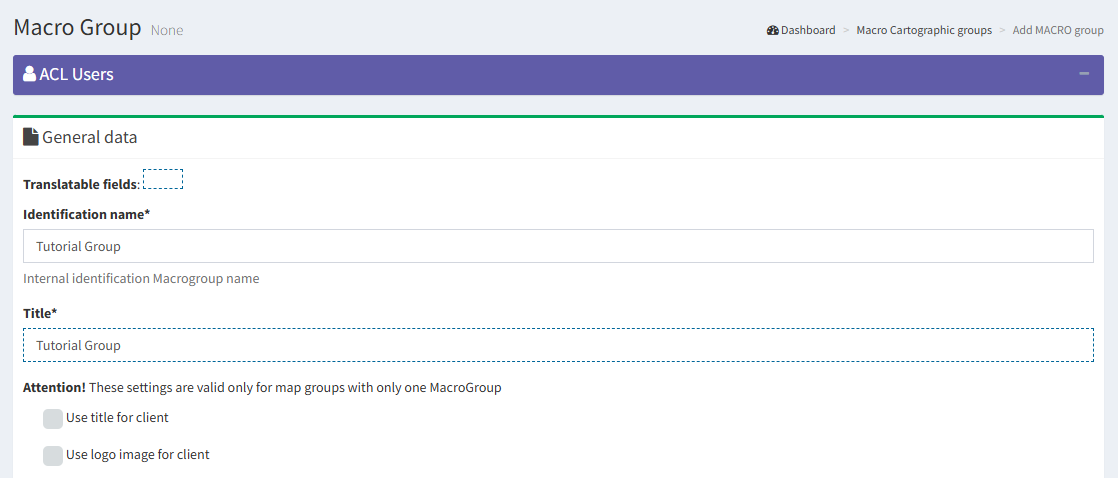 Macro Group None
Dashboard > Macro Cartographic groups > Add MACRO group
ACL Users
General data
Translatable fields:
Identification name*
Tutorial Group
Internal identification Macrogroup name
Title*
Tutorial Group
Attention! These settings are valid only for map groups with only one MacroGroup
Use title for client
Use logo image for client